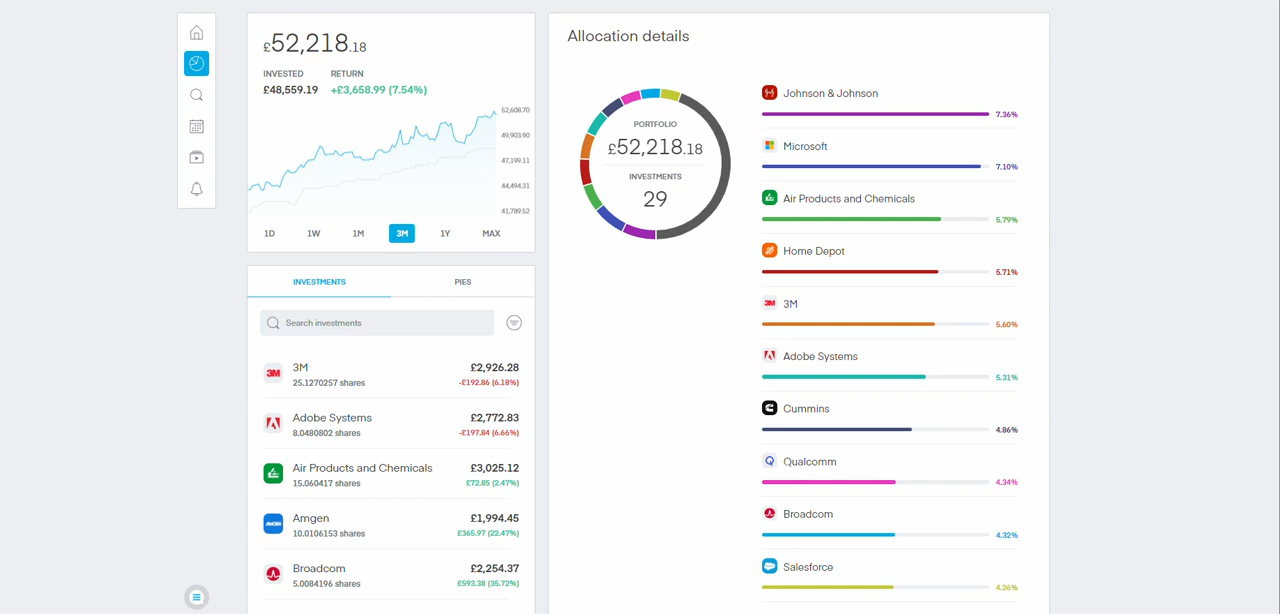 £52,218.18
INVESTED RETURN
£48,559.19 +£3,658.99 (7.54%)
52,608.70
49,903.90
47,199.11
44,494.31
41,789.52
1D 1W 1M 3M 1Y MAX
INVESTMENTS PIES
Search investments
3M £2,926.28
25.1270257 shares -£192.86 (6.18%)
Adobe Systems £2,772.83
8.0480802 shares -£197.84 (6.66%)
Air Products and Chemicals £3,025.12
15.060417 shares £72.85 (2.47%)
AMGEN
Amgen £1,994.45
10.0106153 shares £365.97 (22.47%)
Broadcom £2,254.37
5.0084196 shares £593.38 (35.72%)
Allocation details
PORTFOLIO
£52,218.18
INVESTMENTS
29
Johnson & Johnson
7.36%
Microsoft
7.10%
Air Products and Chemicals
5.79%
Home Depot
5.71%
3M 3M
5.60%
Adobe Systems
5.31%
Cummins
4.86%
Qualcomm
4.34%
Broadcom
4.32%
Salesforce
4.26%